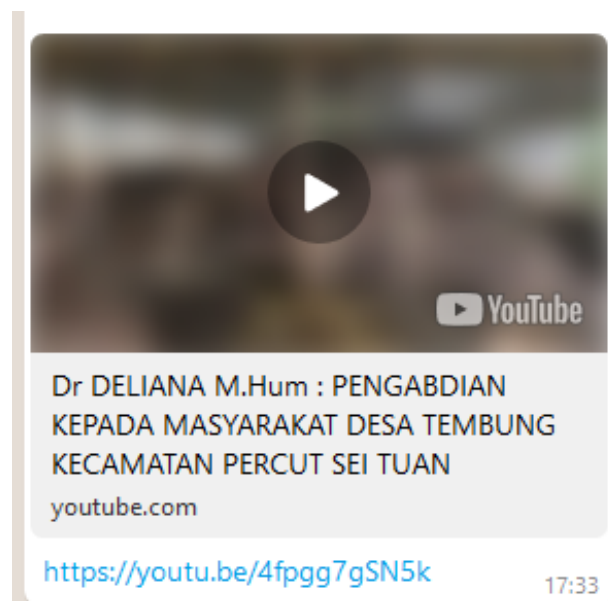 YouTube
Dr DELIANA M.Hum : PENGABDIAN
KEPADA MASYARAKAT DESA TEMBUNG
KECAMATAN PERCUT SEI TUAN
youtube.com
https://youtu.be/4fpgg7gSN5k
17:33